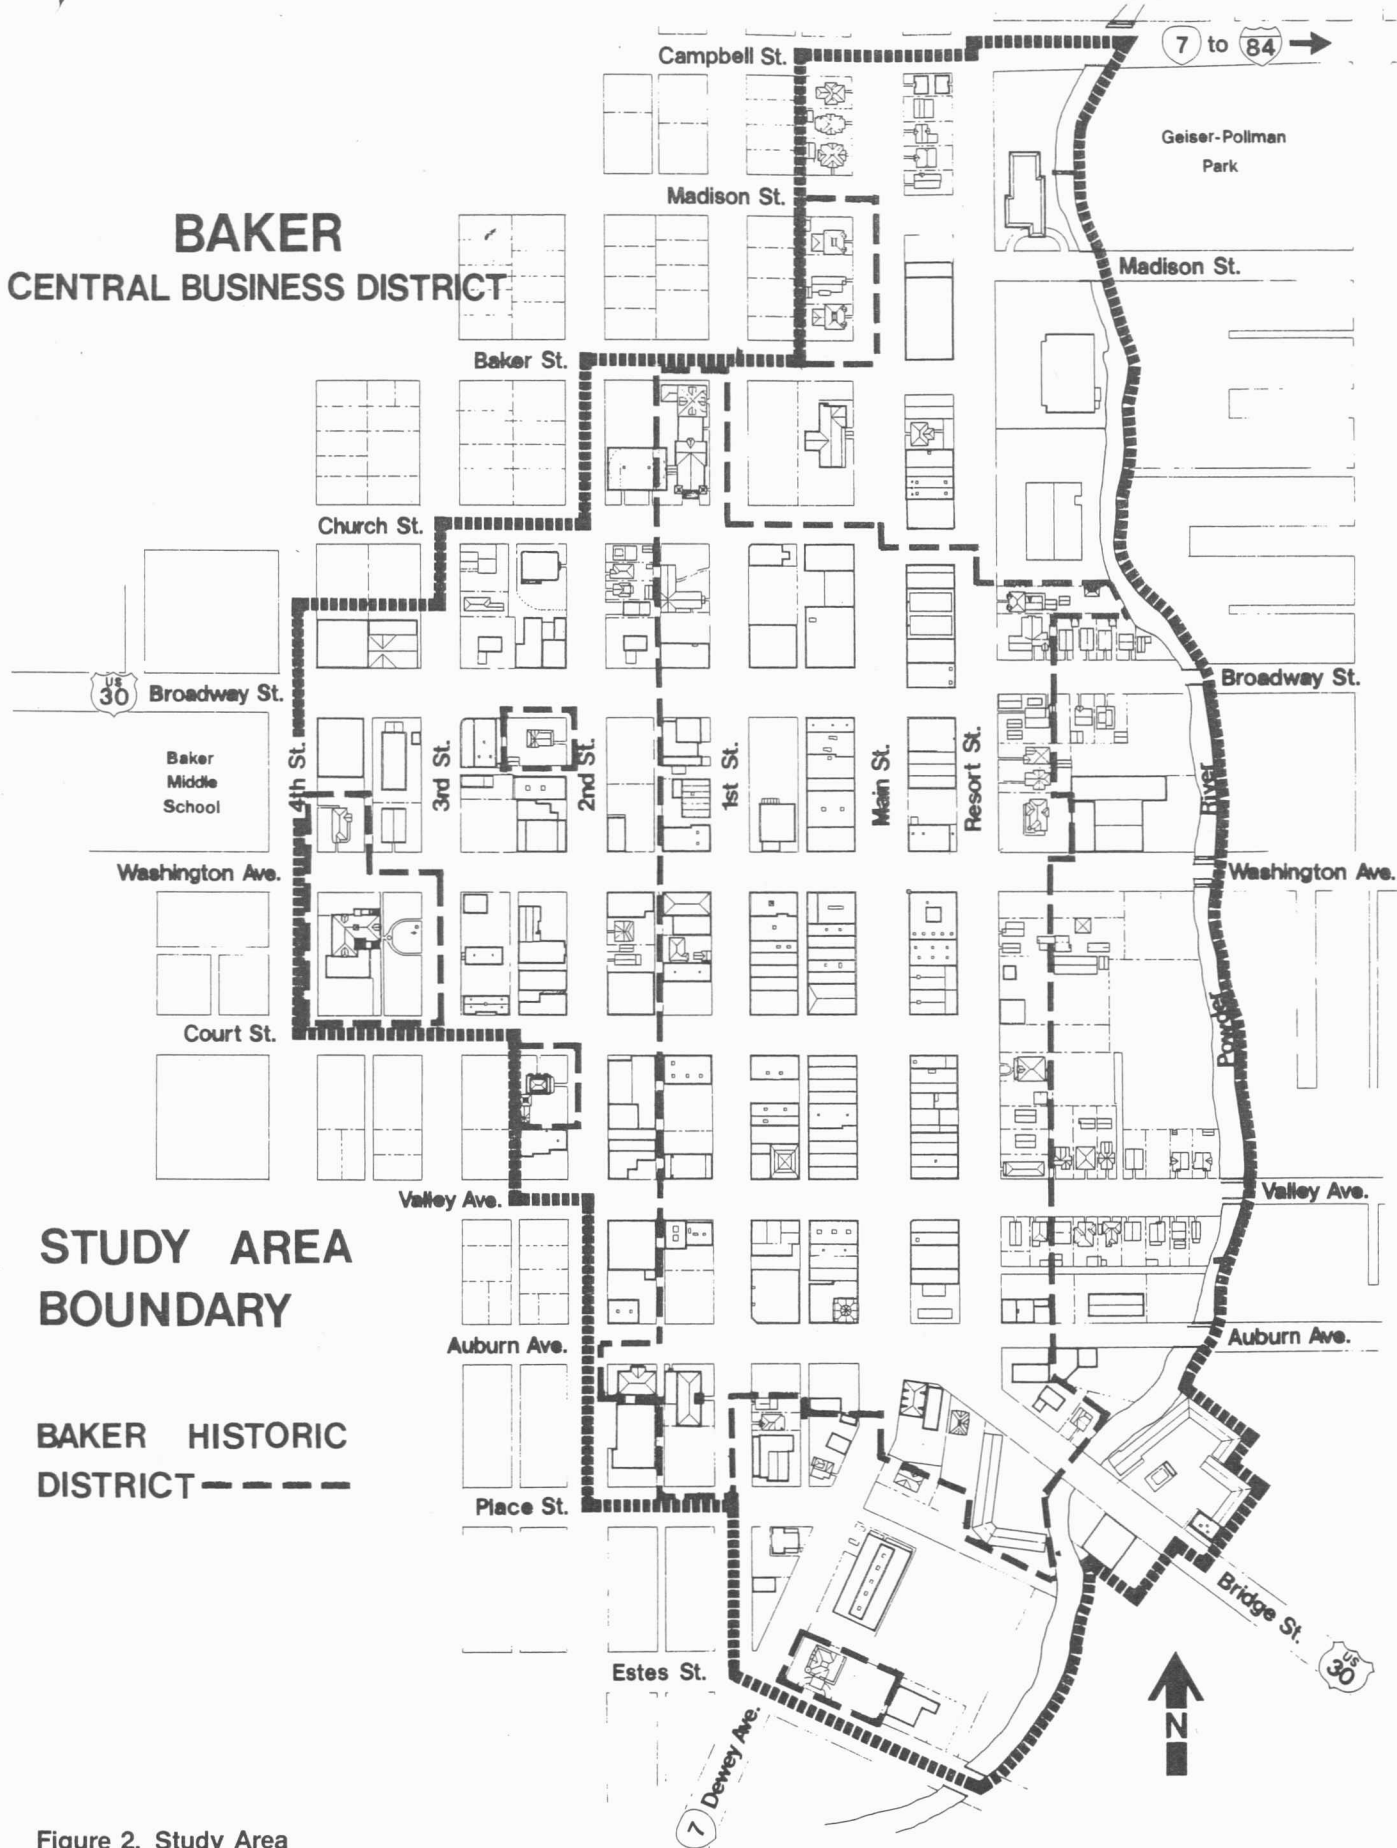 Campbell St.
7 to 84
Geiser-Pollman
Park
Madison St.
BAKER
CENTRAL BUSINESS DISTRICT
Madison St.
Baker St.
Church St.
US
30
Broadway St.
Broadway St.
Baker
Middle
School
4th St.
3rd St.
2nd St.
1st St.
Main St.
Resort St.
River
Washington Ave.
Washington Ave.
Powder
Court St.
Valley Ave.
Valley Ave.
STUDY AREA
BOUNDARY
Auburn Ave.
Auburn Ave.
BAKER HISTORIC
DISTRICT
Place St.
Bridge St.
US
30
Estes St.
N
7 Dewey Ave.
Figure 2. Study Area